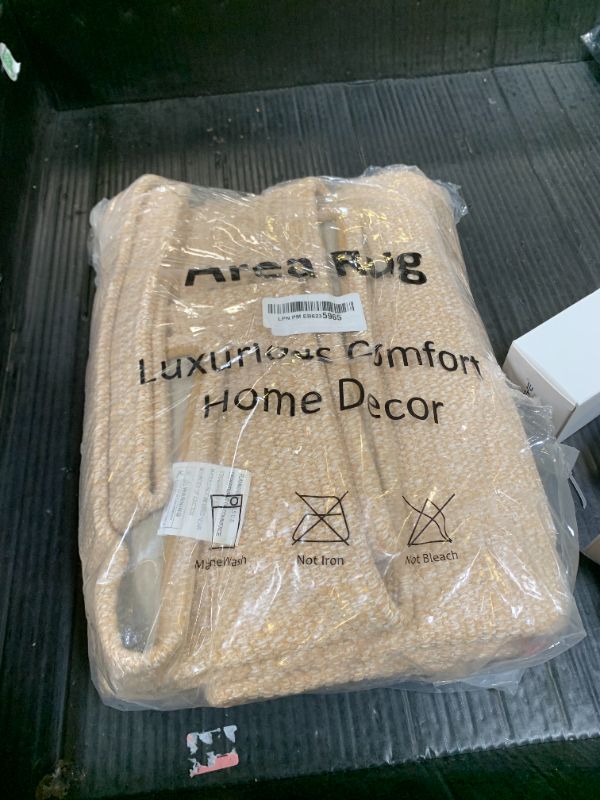 Area Rug
LPN PM EB6235965
Luxurious Comfort
Home Decor
Machine Wash
Not Iron
Not Bleach